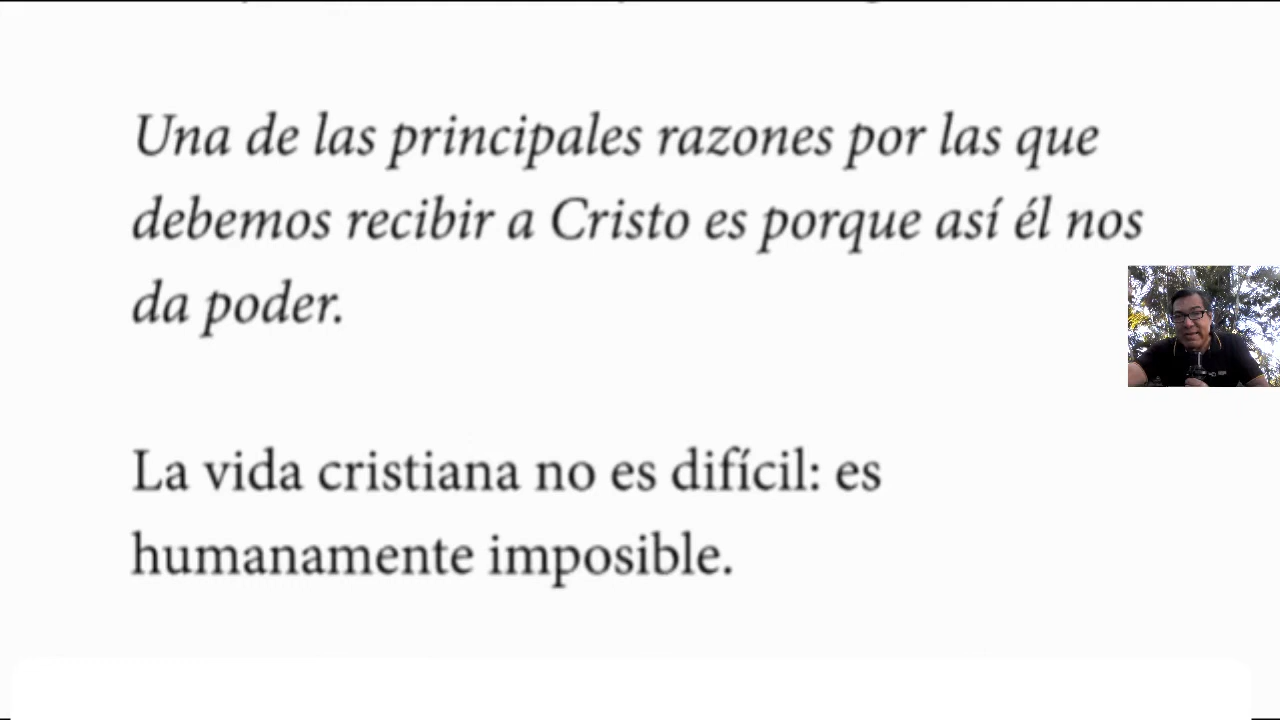 Una de las principales razones por las que
debemos recibir a Cristo es porque así él nos
da poder.
La vida cristiana no es difícil: es
humanamente imposible.